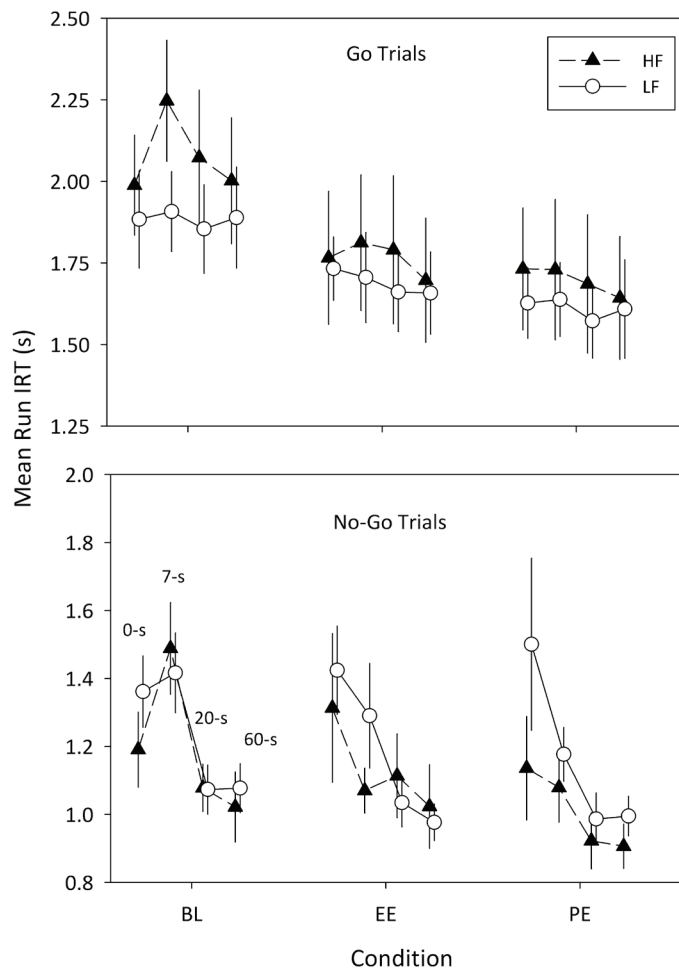 2.50
Go Trials
HF
LF
2.25
2.00
1.75
1.50
1.25
Mean Run IRT (s)
2.0
No-Go Trials
1.8
1.6
7-s
0-s
1.4
20-s
60-s
1.2
1.0
0.8
BL EE PE
Condition